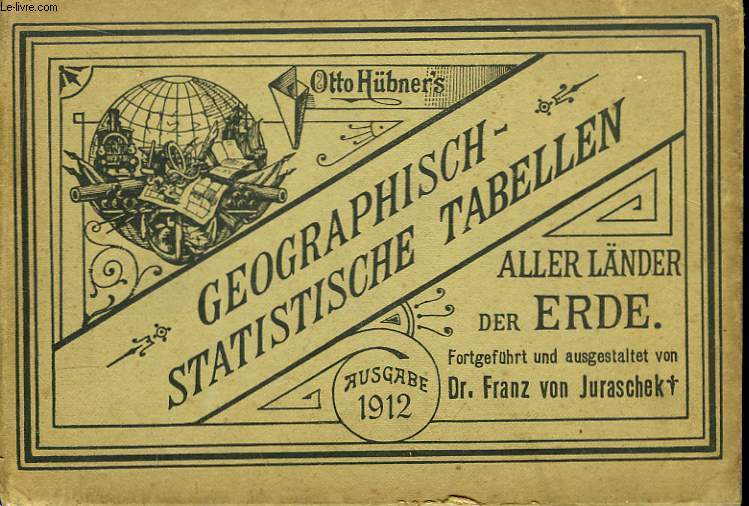 Le-livre.com
Otto Hübner's
GEOGRAPHISCH-
STATISTISCHE TABELLEN
ALLER LÄNDER
DER ERDE.
Fortgeführt und ausgestaltet von
Dr. Franz von Juraschek†
AUSGABE
1912